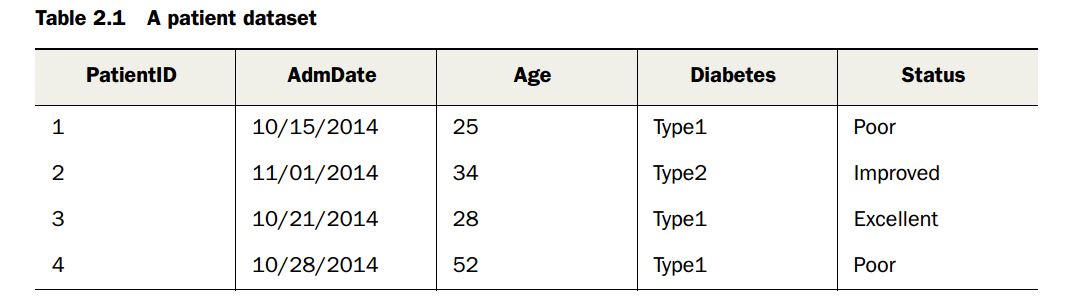 Table 2.1 A patient dataset
PatientID AdmDate Age Diabetes Status
1 10/15/2014 25 Type1 Poor
2 11/01/2014 34 Type2 Improved
3 10/21/2014 28 Type1 Excellent
4 10/28/2014 52 Type1 Poor